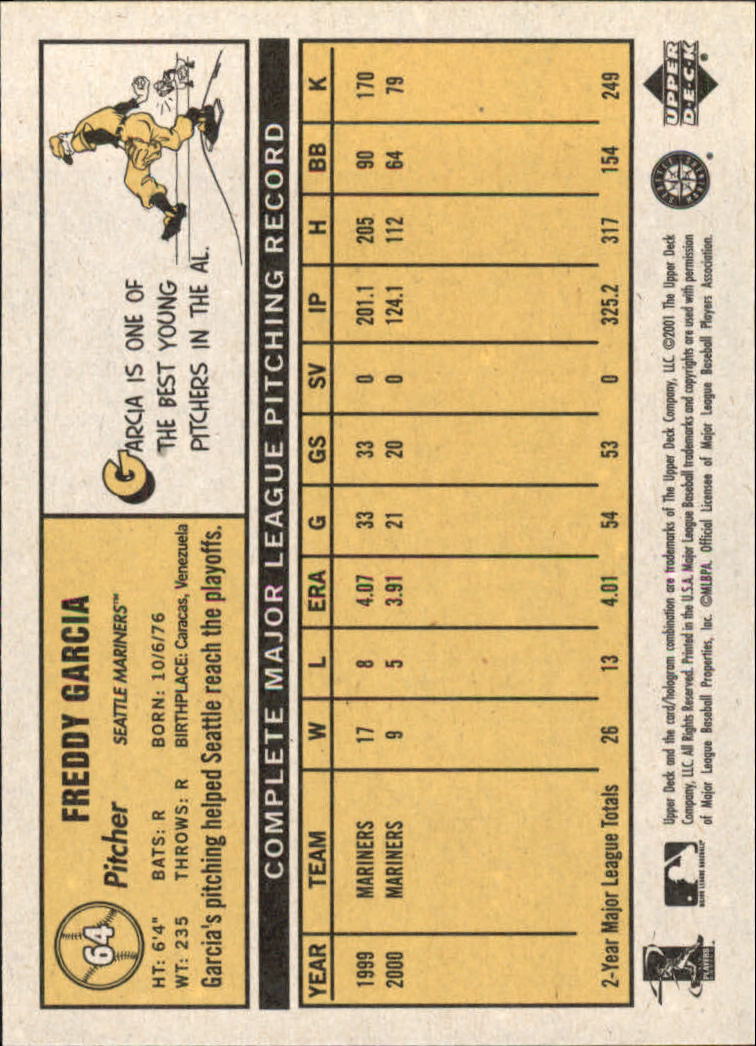 64
FREDDY GARCIA
Pitcher SEATTLE MARINERS™
HT: 6'4" BATS: R BORN: 10/6/76
WT: 235 THROWS: R BIRTHPLACE: Caracas, Venezuela
Garcia's pitching helped Seattle reach the playoffs.
GARCIA IS ONE OF
THE BEST YOUNG
PITCHERS IN THE AL.
COMPLETE MAJOR LEAGUE PITCHING RECORD
YEAR TEAM W L ERA G GS SV IP H BB K
1999 MARINERS 17 8 4.07 33 33 0 201.1 205 90 170
2000 MARINERS 9 5 3.91 21 20 0 124.1 112 64 79
2-Year Major League Totals 26 13 4.01 54 53 0 325.2 317 154 249
PLAYERS
Upper Deck and the card/hologram combination are trademarks of The Upper Deck Company, LLC ©2001 The Upper Deck
Company, LLC. All Rights Reserved. Printed in the U.S.A. Major League Baseball trademarks and copyrights are used with permission
of Major League Baseball Properties, Inc. ©MLBPA. Official Licensee of Major League Baseball Players Association.
UPPER
DECK